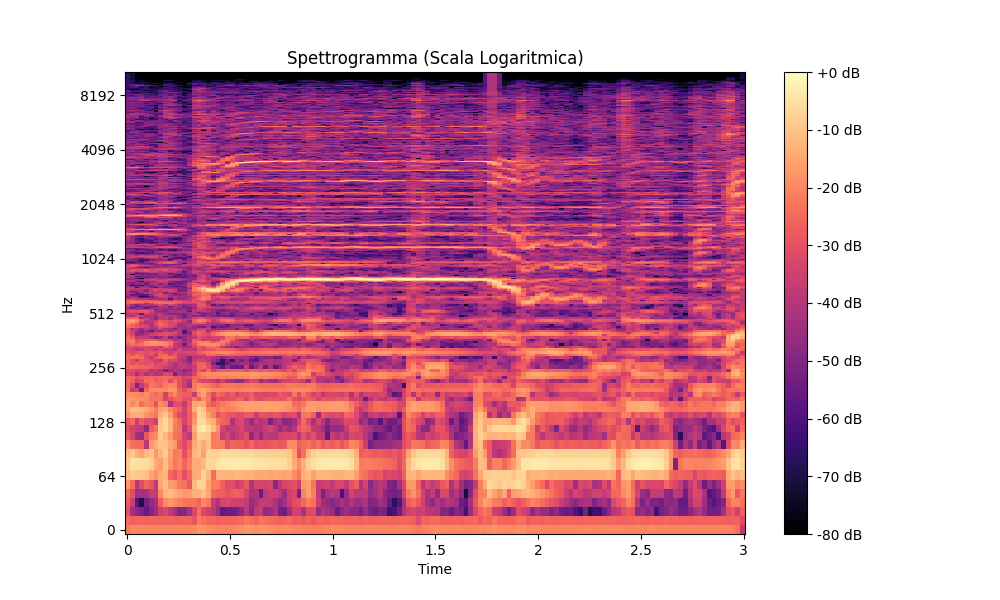 Spettrogramma (Scala Logaritmica)
Hz
8192
4096
2048
1024
512
256
128
64
0
0
0.5
1
1.5
2
2.5
3
Time
+0 dB
-10 dB
-20 dB
-30 dB
-40 dB
-50 dB
-60 dB
-70 dB
-80 dB